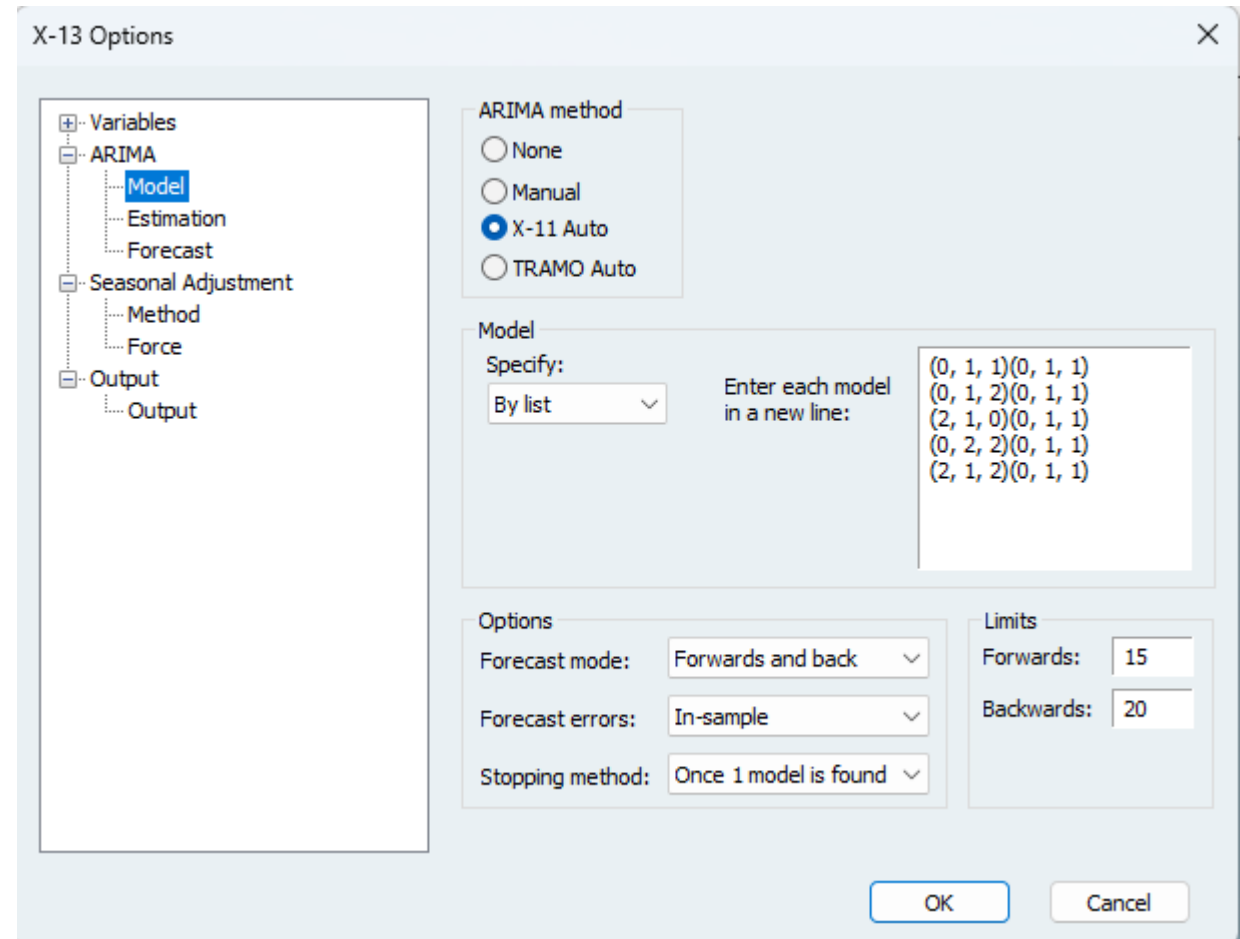 X-13 Options
Variables
ARIMA
Model
Estimation
Forecast
Seasonal Adjustment
Method
Force
Output
Output
ARIMA method
None
Manual
X-11 Auto
TRAMO Auto
Model
Specify:
By list
Enter each model
in a new line:
(0, 1, 1)(0, 1, 1)
(0, 1, 2)(0, 1, 1)
(2, 1, 0)(0, 1, 1)
(0, 2, 2)(0, 1, 1)
(2, 1, 2)(0, 1, 1)
Options
Forecast mode: Forwards and back
Forecast errors: In-sample
Stopping method: Once 1 model is found
Limits
Forwards: 15
Backwards: 20
OK Cancel